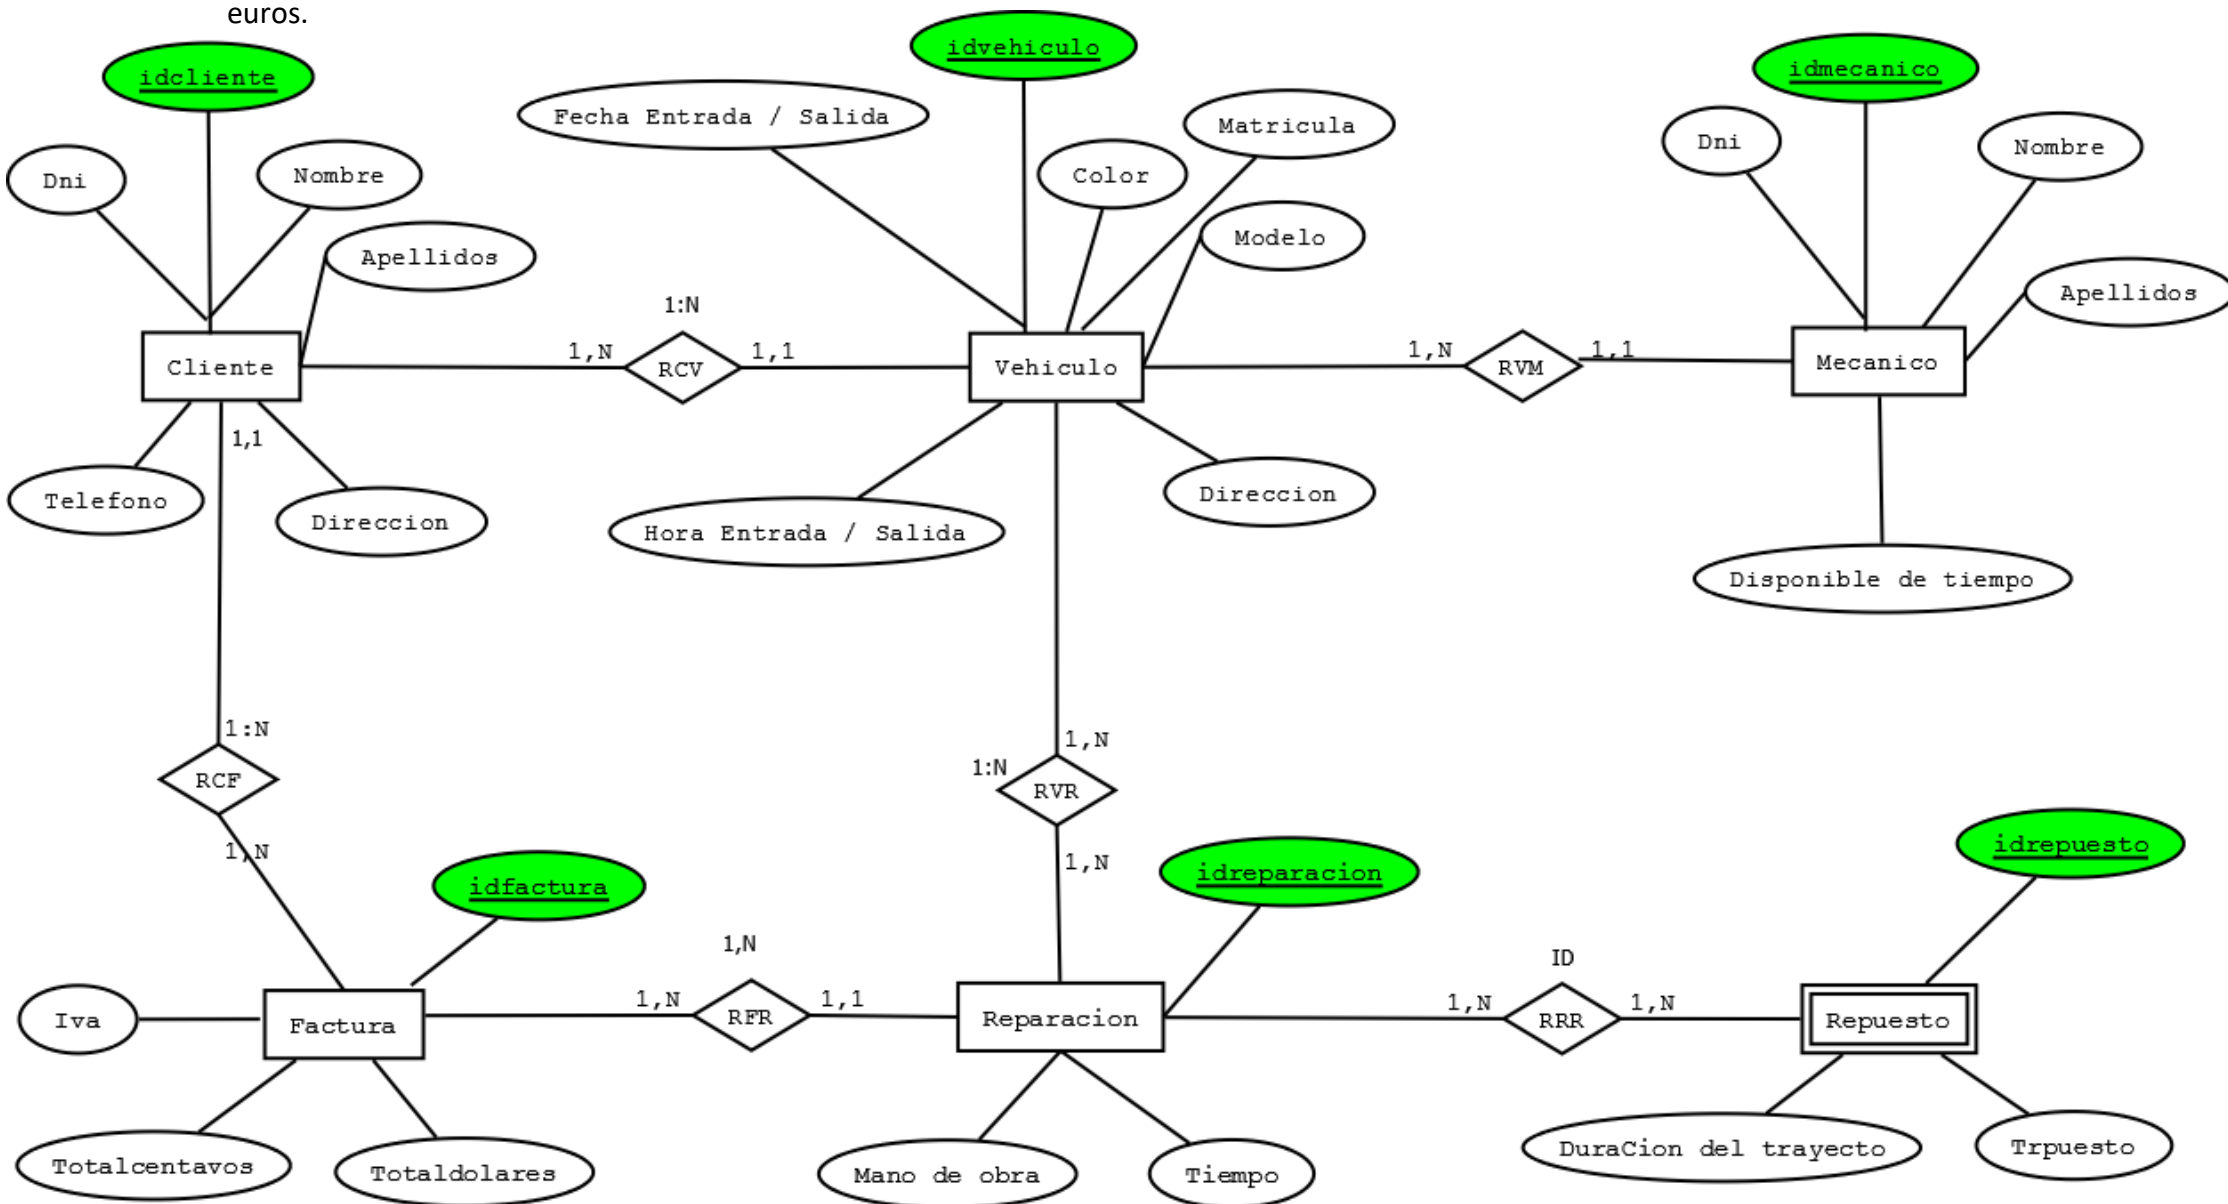 euros.
idcliente
idvehiculo
idmecanico
Fecha Entrada / Salida
Matricula
Dni
Nombre
Color
Dni
Nombre
Apellidos
Modelo
Apellidos
1:N
1,N
1,1
1,N
1,1
Cliente
RCV
Vehiculo
RVM
Mecanico
1,1
Telefono
Direccion
Hora Entrada / Salida
Direccion
Disponible de tiempo
1:N
1,N
RCF
1:N
RVR
1,N
1,N
idfactura
idreparacion
idrepuesto
1,N
ID
Iva
Factura
1,N
RFR
1,1
Reparacion
1,N
RRR
1,N
Repuesto
Totalcentavos
Totaldolares
Mano de obra
Tiempo
DuraCion del trayecto
Trpuesto